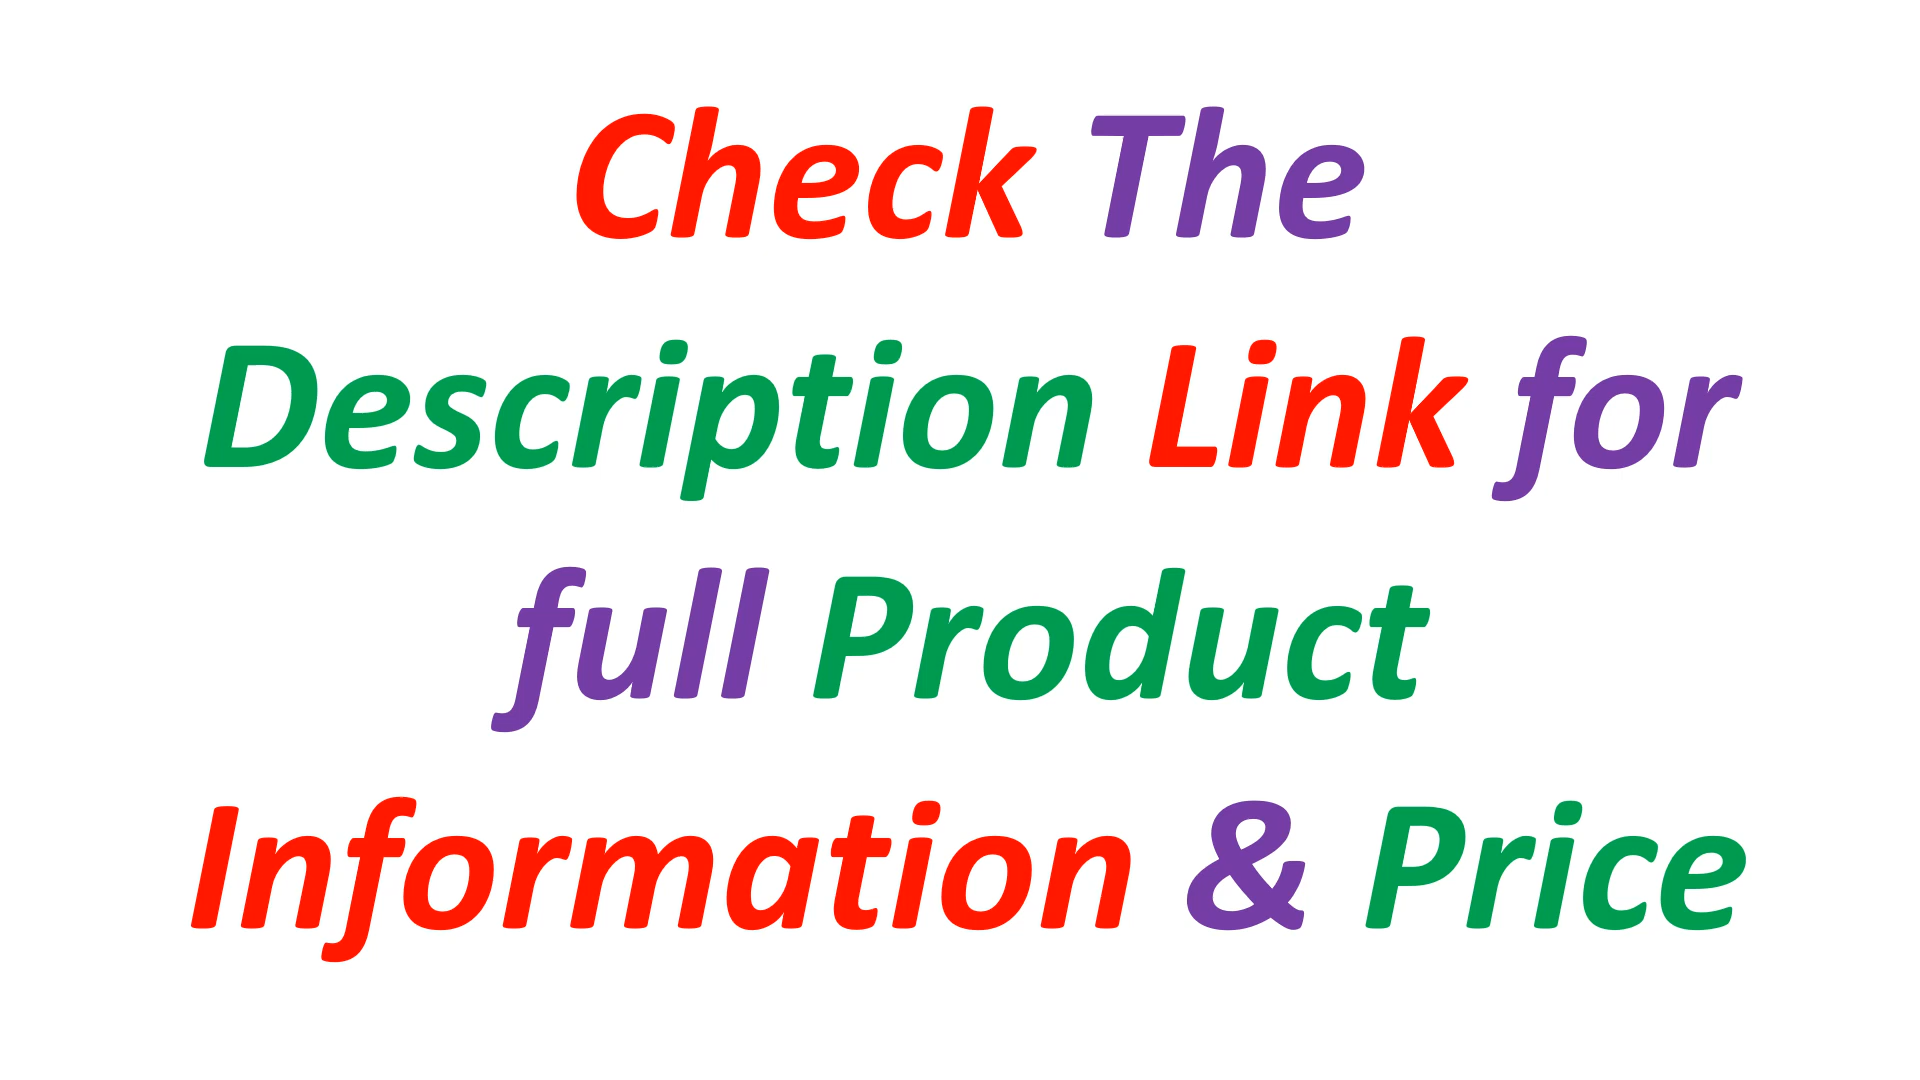 Check The
Description Link for
full Product
Information & Price